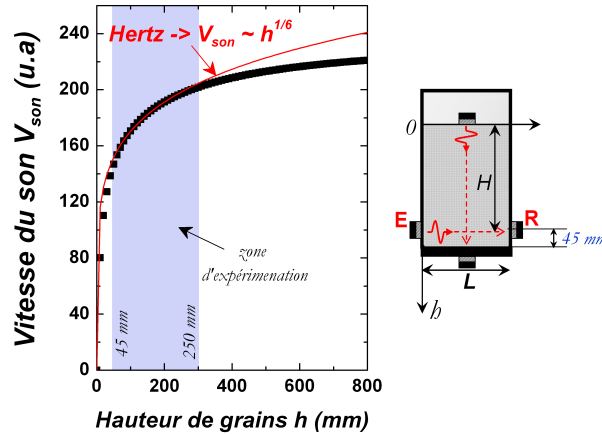 Vitesse du son V_son (u.a)
240
200
160
120
80
40
0
Hertz -> V_son ~ h^1/6
zone
d'expérimenation
45 mm
250 mm
0
200
400
600
800
Hauteur de grains h (mm)
0
H
E
R
45 mm
L
h